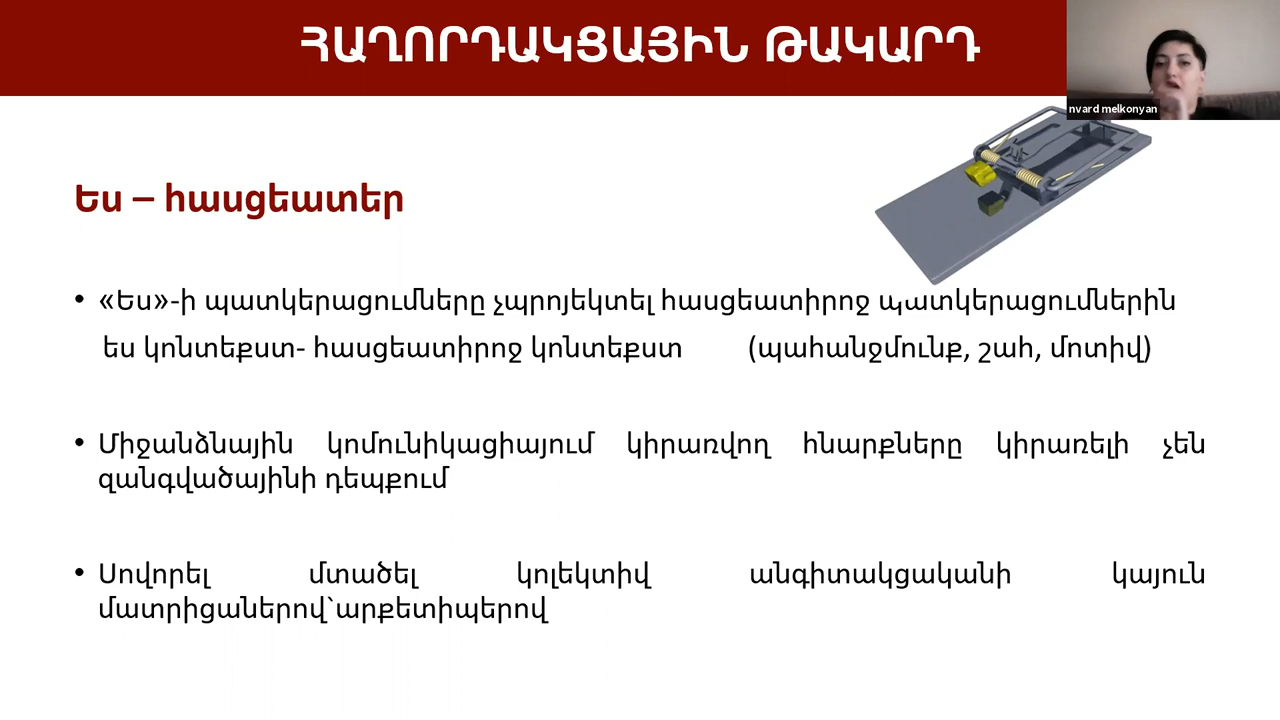 ՀԱՂՈՐԴԱԿՑԱՅԻՆ ԹԱԿԱՐԴ
nvard melkonyan
Ես – հասցեատեր
• «Ես»-ի պատկերացումները չպրոյեկտել հասցեատիրոջ պատկերացումներին
ես կոնտեքստ- հասցեատիրոջ կոնտեքստ (պահանջմունք, շահ, մոտիվ)
• Միջանձնային կոմունիկացիայում կիրառվող հնարքները կիրառելի չեն
զանգվածայինի դեպքում
• Սովորել մտածել կոլեկտիվ անգիտակցականի կայուն
մատրիցաներով՝արքետիպերով